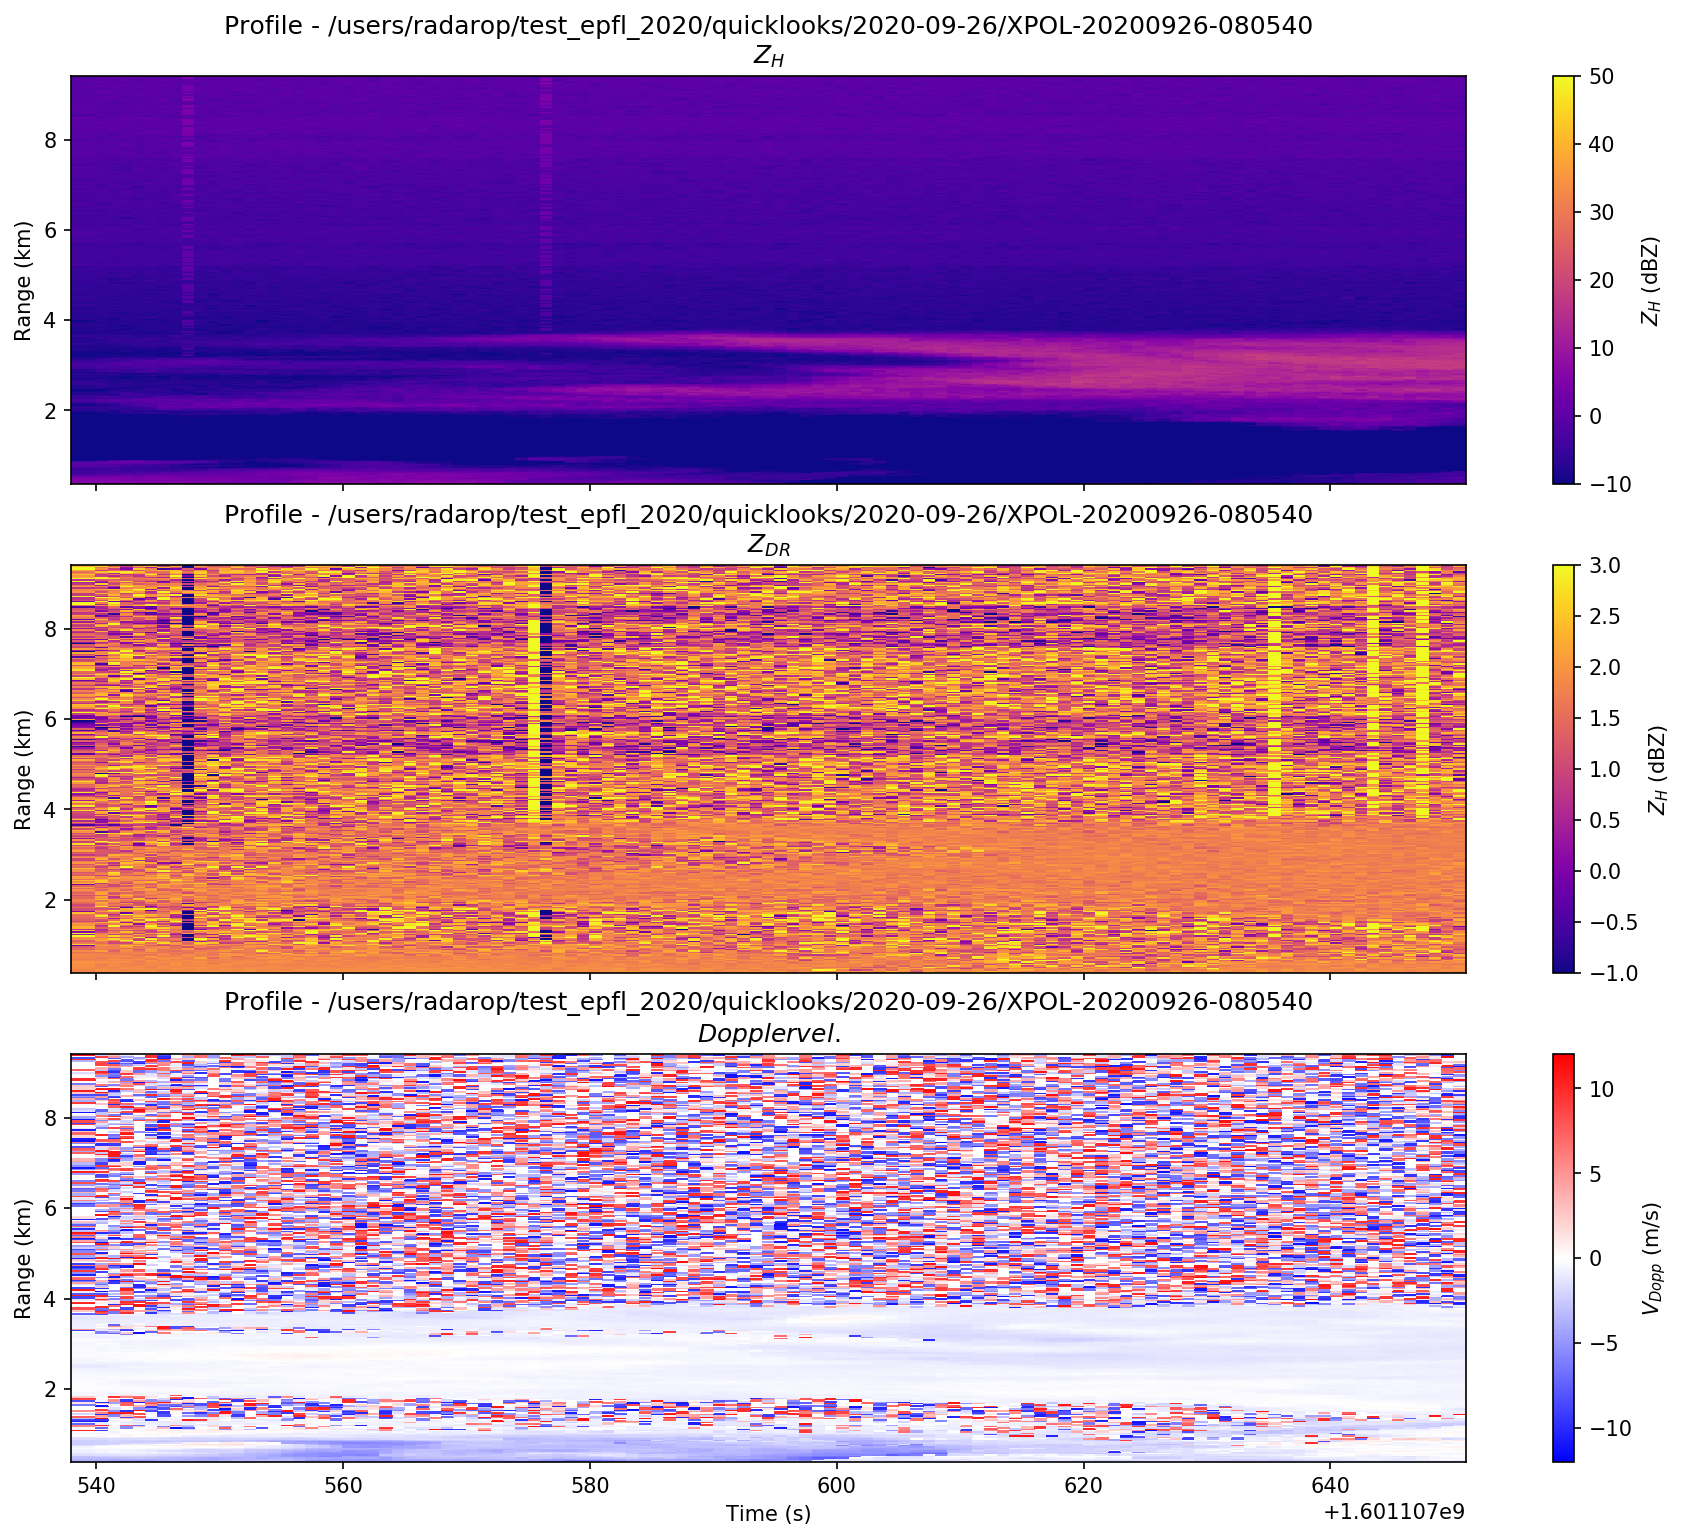 Profile - /users/radarop/test_epfl_2020/quicklooks/2020-09-26/XPOL-20200926-080540
Z_H
50
40
30
20
10
0
−10
Z_H (dBZ)
8
6
4
2
Range (km)
Profile - /users/radarop/test_epfl_2020/quicklooks/2020-09-26/XPOL-20200926-080540
Z_DR
3.0
2.5
2.0
1.5
1.0
0.5
0.0
−0.5
−1.0
Z_H (dBZ)
8
6
4
2
Range (km)
Profile - /users/radarop/test_epfl_2020/quicklooks/2020-09-26/XPOL-20200926-080540
Dopplervel.
10
5
0
−5
−10
V_Dopp (m/s)
8
6
4
2
Range (km)
540 560 580 600 620 640
Time (s)
+1.601107e9